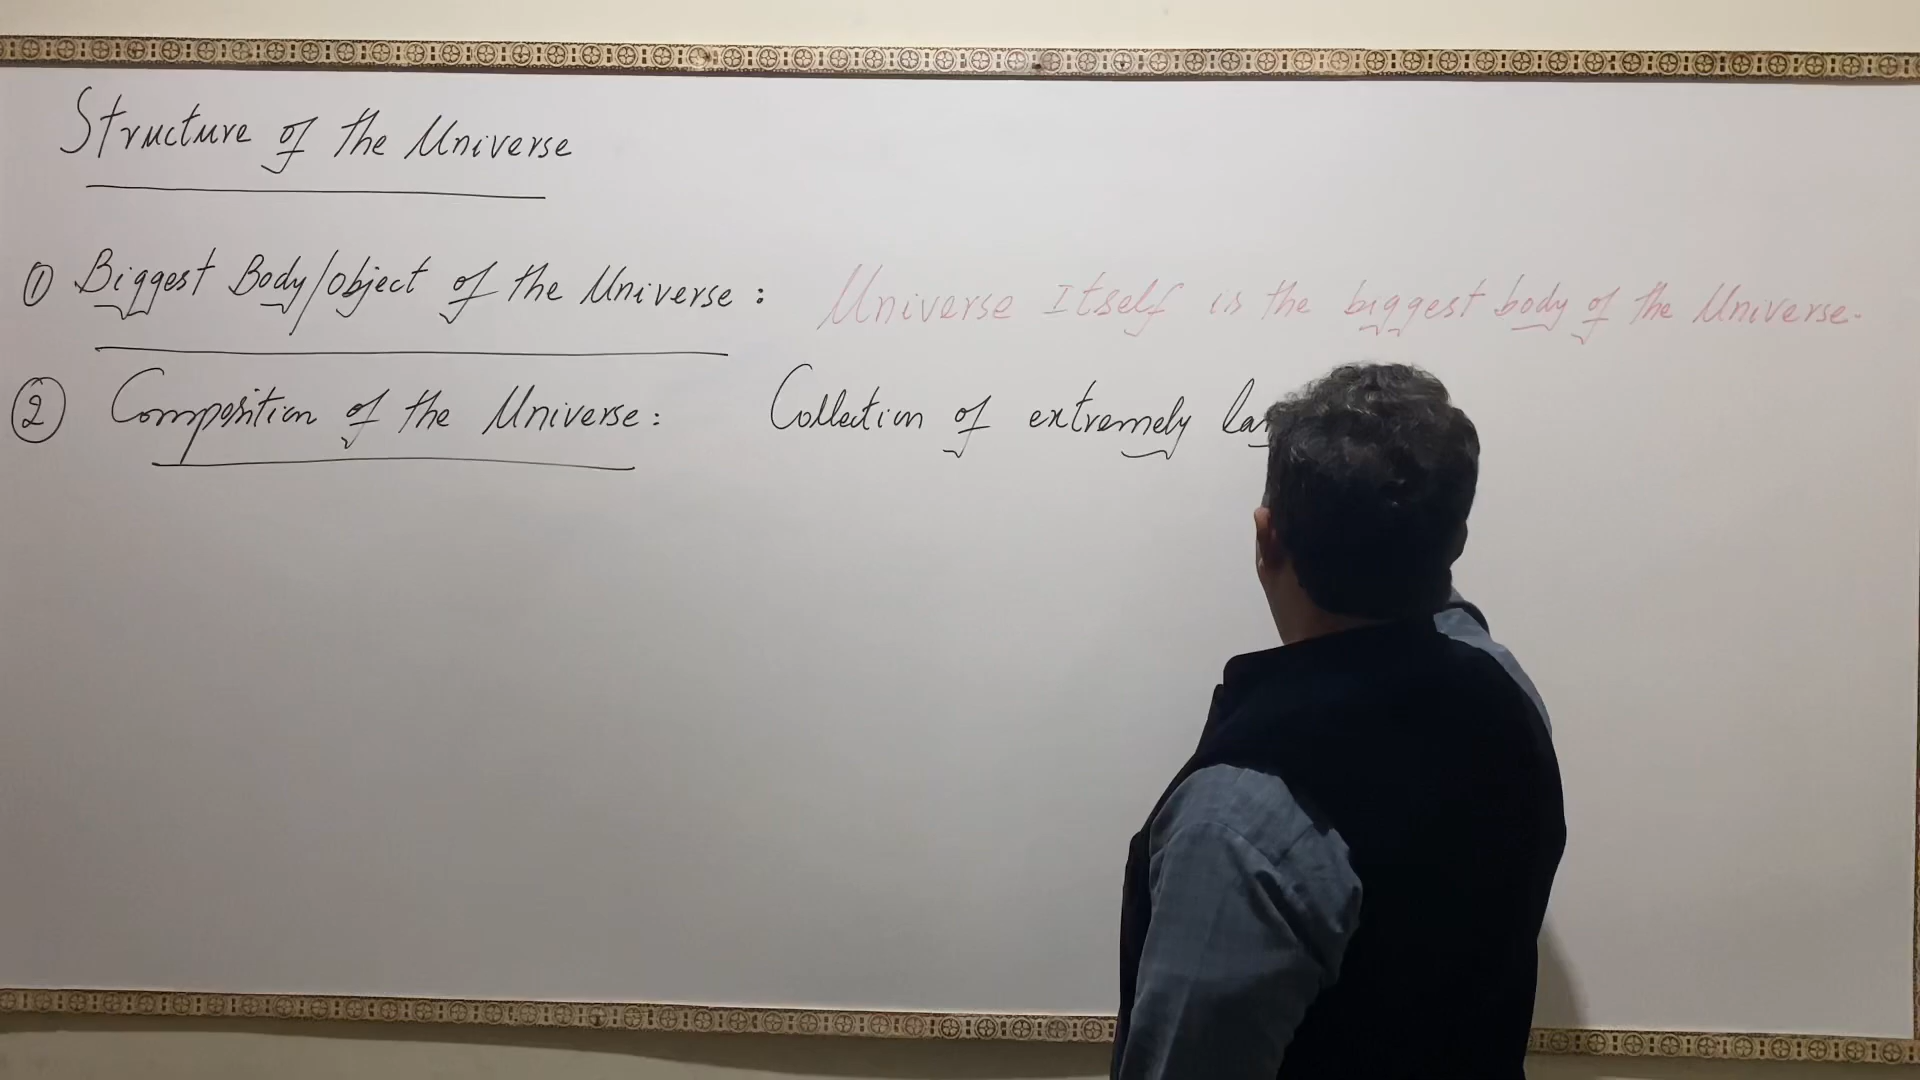 Structure of the Universe
① Biggest Body/object of the Universe : Universe Itself is the biggest body of the Universe.
② Composition of the Universe : Collection of extremely